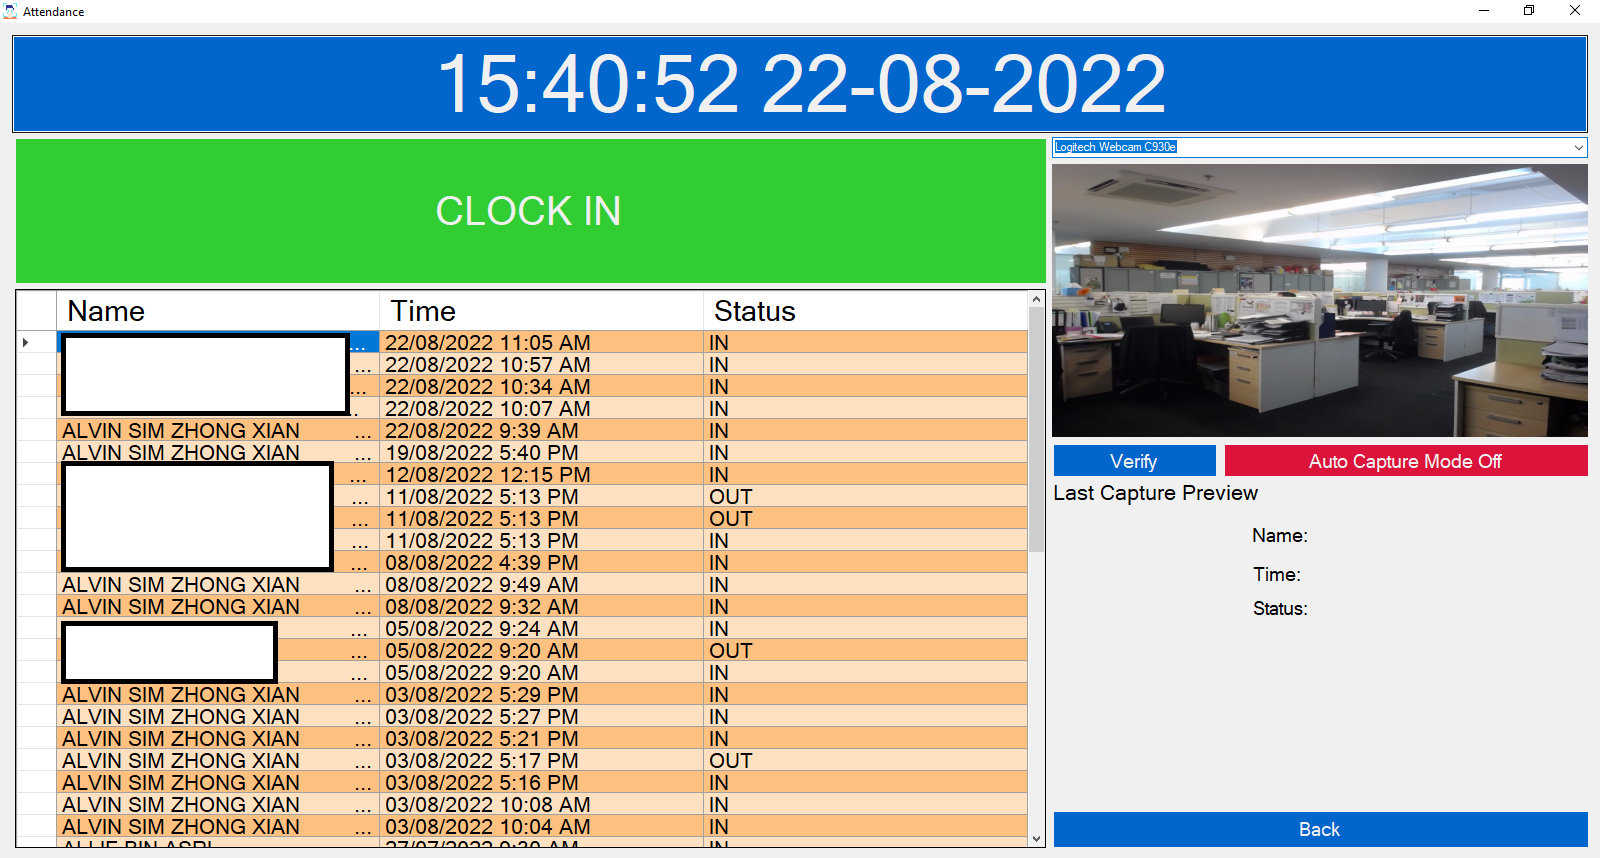 Attendance
15:40:52 22-08-2022
CLOCK IN
Logitech Webcam C930e
Name Time Status
... 22/08/2022 11:05 AM IN
... 22/08/2022 10:57 AM IN
... 22/08/2022 10:34 AM IN
. 22/08/2022 10:07 AM IN
ALVIN SIM ZHONG XIAN ... 22/08/2022 9:39 AM IN
ALVIN SIM ZHONG XIAN ... 19/08/2022 5:40 PM IN
... 12/08/2022 12:15 PM IN
... 11/08/2022 5:13 PM OUT
... 11/08/2022 5:13 PM OUT
... 11/08/2022 5:13 PM IN
... 08/08/2022 4:39 PM IN
ALVIN SIM ZHONG XIAN ... 08/08/2022 9:49 AM IN
ALVIN SIM ZHONG XIAN ... 08/08/2022 9:32 AM IN
... 05/08/2022 9:24 AM IN
... 05/08/2022 9:20 AM OUT
... 05/08/2022 9:20 AM IN
ALVIN SIM ZHONG XIAN ... 03/08/2022 5:29 PM IN
ALVIN SIM ZHONG XIAN ... 03/08/2022 5:27 PM IN
ALVIN SIM ZHONG XIAN ... 03/08/2022 5:21 PM IN
ALVIN SIM ZHONG XIAN ... 03/08/2022 5:17 PM OUT
ALVIN SIM ZHONG XIAN ... 03/08/2022 5:16 PM IN
ALVIN SIM ZHONG XIAN ... 03/08/2022 10:08 AM IN
ALVIN SIM ZHONG XIAN ... 03/08/2022 10:04 AM IN
Verify
Auto Capture Mode Off
Last Capture Preview
Name:
Time:
Status:
Back